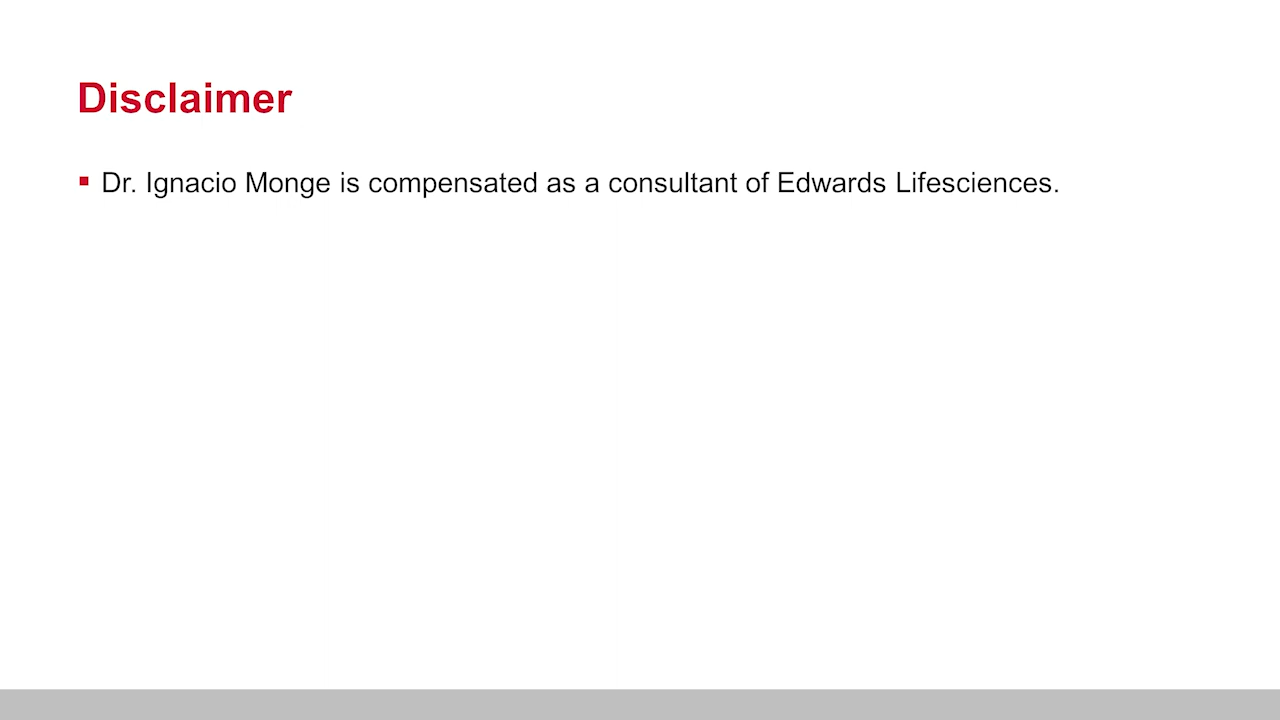 Disclaimer
▪ Dr. Ignacio Monge is compensated as a consultant of Edwards Lifesciences.